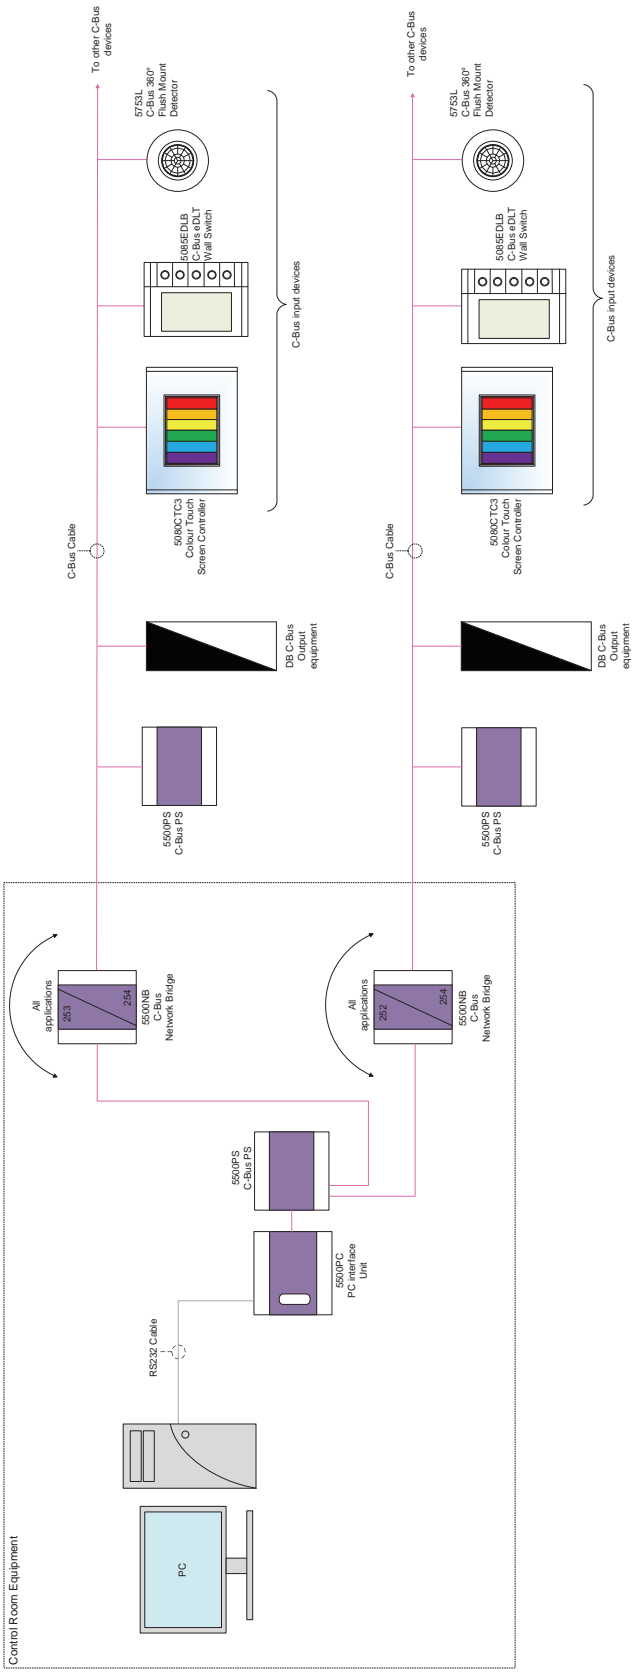 Control Room Equipment
PC
RS232 Cable
5500PC
PC interface
Unit
5500PS
C-Bus PS
All
applications
253
254
5500NB
C-Bus
Network Bridge
5500PS
C-Bus PS
DB C-Bus
Output
equipment
C-Bus Cable
5080CTC3
Colour Touch
Screen Controller
5085EDLB
C-Bus eDLT
Wall Switch
5753L
C-Bus 360°
Flush Mount
Detector
C-Bus input devices
To other C-Bus
devices
All
applications
252
254
5500NB
C-Bus
Network Bridge
5500PS
C-Bus PS
DB C-Bus
Output
equipment
C-Bus Cable
5080CTC3
Colour Touch
Screen Controller
5085EDLB
C-Bus eDLT
Wall Switch
5753L
C-Bus 360°
Flush Mount
Detector
C-Bus input devices
To other C-Bus
devices